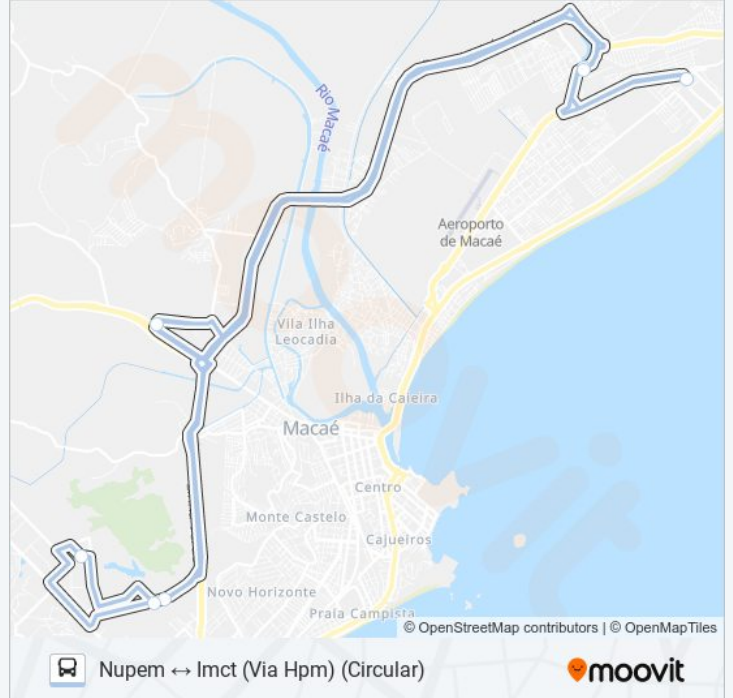 Rio Macaé
Aeroporto
de Macaé
Vila Ilha
Leocadia
Ilha da Caieira
Macaé
Centro
Monte Castelo
Cajueiros
Novo Horizonte
Praia Campista
© OpenStreetMap contributors | © OpenMapTiles
Nupem ↔ Imct (Via Hpm) (Circular)
moovit